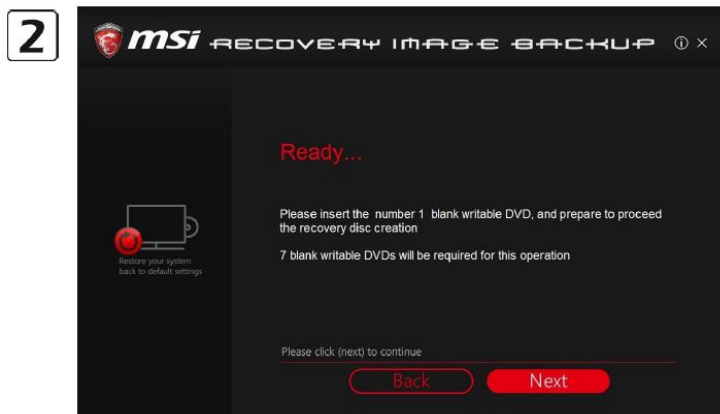 2
msi RECOVERY IMAGE BACKUP
Ready...
Please insert the number 1 blank writable DVD, and prepare to proceed
the recovery disc creation
7 blank writable DVDs will be required for this operation
Restore your system
back to default settings
Please click (next) to continue
Back Next